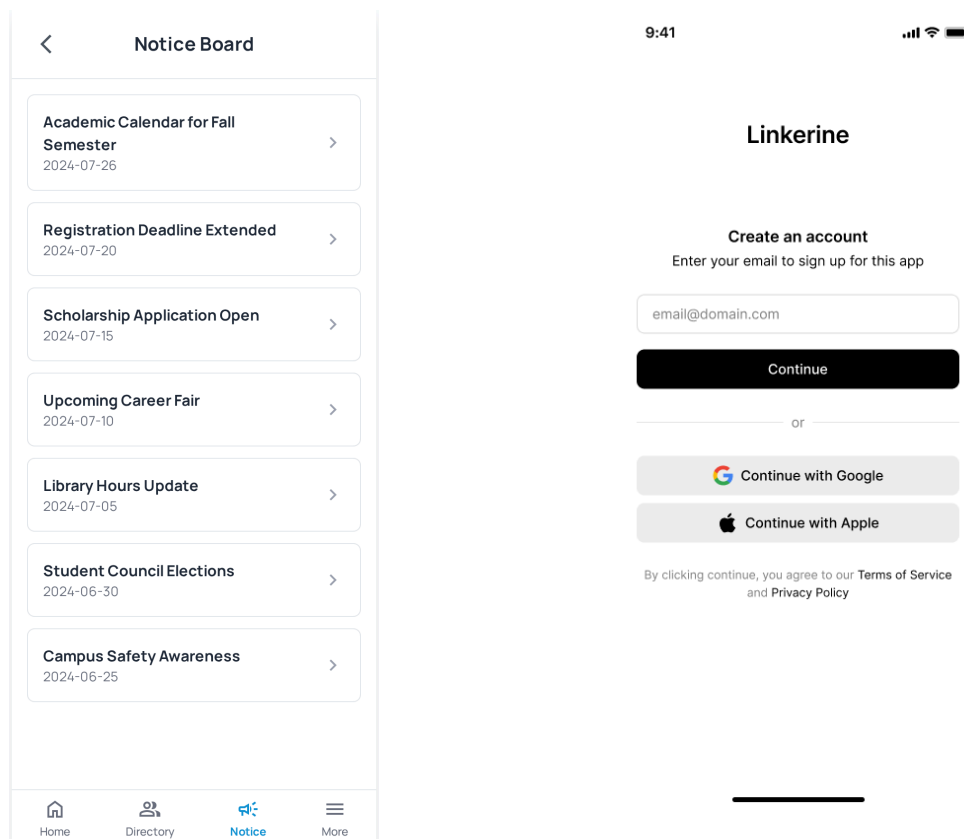 Notice Board
Academic Calendar for Fall
Semester
2024-07-26
Registration Deadline Extended
2024-07-20
Scholarship Application Open
2024-07-15
Upcoming Career Fair
2024-07-10
Library Hours Update
2024-07-05
Student Council Elections
2024-06-30
Campus Safety Awareness
2024-06-25
Home
Directory
Notice
More
9:41
Linkerine
Create an account
Enter your email to sign up for this app
email@domain.com
Continue
or
Continue with Google
Continue with Apple
By clicking continue, you agree to our Terms of Service
and Privacy Policy